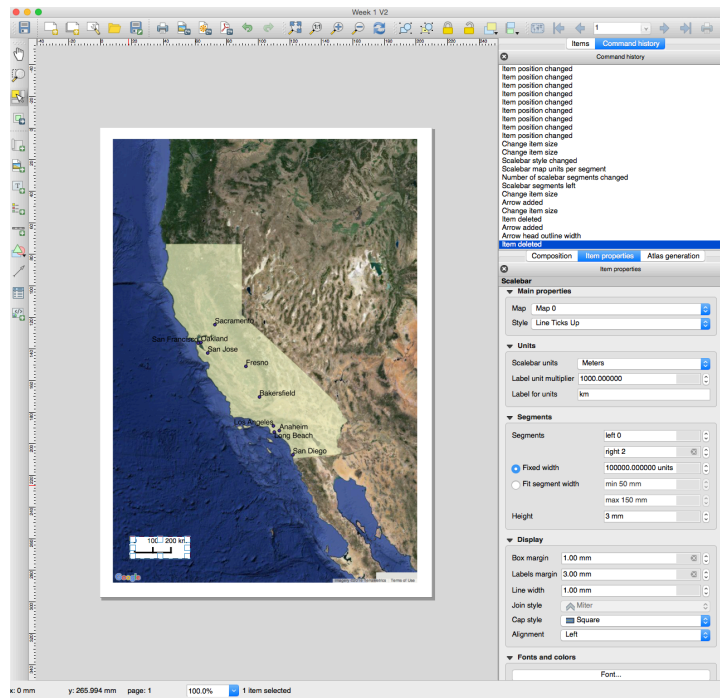 Week 1 V2
1
Items Command history
Command history
Item position changed
Item position changed
Item position changed
Item position changed
Item position changed
Item position changed
Item position changed
Item position changed
Item position changed
Change item size
Change item size
Scalebar style changed
Scalebar map units per segment
Number of scalebar segments changed
Scalebar segments left
Change item size
Arrow added
Change item size
Item deleted
Arrow added
Arrow head outline width
Item deleted
Composition Item properties Atlas generation
Item properties
Scalebar
Main properties
Map Map 0
Style Line Ticks Up
Units
Scalebar units Meters
Label unit multiplier 1000.000000
Label for units km
Segments
Segments left 0
right 2
Fixed width 100000.000000 units
Fit segment width min 50 mm
max 150 mm
Height 3 mm
Display
Box margin 1.00 mm
Labels margin 3.00 mm
Line width 1.00 mm
Join style Miter
Cap style Square
Alignment Left
Fonts and colors
Font...
Sacramento
San Francisco Oakland
San Jose
Fresno
Bakersfield
Los Angeles
Anaheim
Long Beach
San Diego
200 km
Google
Terms of Use
x: 0 mm y: 265.994 mm page: 1 100.0% 1 item selected